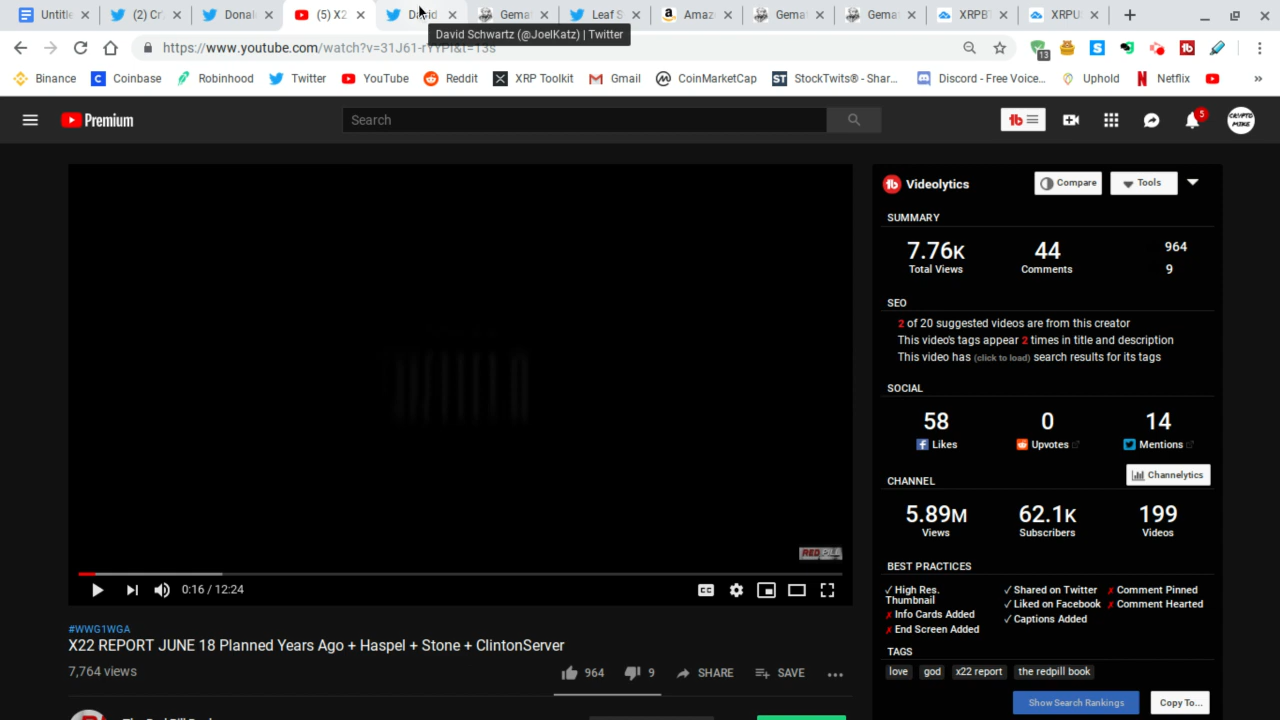 Untitle
(2) Cr
Donal
(5) X2
David
Gema
Leaf S
Amaz
Gema
Gema
XRPB
XRPU
David Schwartz (@JoelKatz) | Twitter
https://www.youtube.com/watch?v=31J61-rYYPI&t=13s
13
Binance
Coinbase
Robinhood
Twitter
YouTube
Reddit
XRP Toolkit
Gmail
CoinMarketCap
ST StockTwits® - Shar...
Discord - Free Voice...
Uphold
Netflix
»
Premium
Search
5
CRYPTO
MIKE
Videolytics
Compare
Tools
SUMMARY
7.76K
44
964
Total Views
Comments
9
SEO
2 of 20 suggested videos are from this creator
This video's tags appear 2 times in title and description
This video has (click to load) search results for its tags
SOCIAL
58
0
14
Likes
Upvotes
Mentions
CHANNEL
Channelytics
5.89M
62.1K
199
Views
Subscribers
Videos
BEST PRACTICES
✓ High Res.
Thumbnail
✗ Info Cards Added
✗ End Screen Added
✓ Shared on Twitter
✓ Liked on Facebook
✓ Captions Added
✗ Comment Pinned
✗ Comment Hearted
TAGS
love
god
x22 report
the redpill book
Show Search Rankings
Copy To...
RED PILL
0:16 / 12:24
#WWG1WGA
X22 REPORT JUNE 18 Planned Years Ago + Haspel + Stone + ClintonServer
7,764 views
964
9
SHARE
SAVE